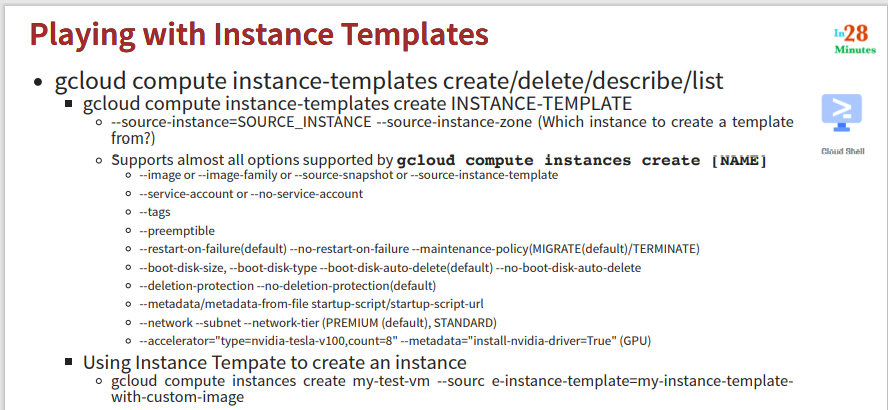 Playing with Instance Templates
In28
Minutes
• gcloud compute instance-templates create/delete/describe/list
▪ gcloud compute instance-templates create INSTANCE-TEMPLATE
◦ --source-instance=SOURCE_INSTANCE --source-instance-zone (Which instance to create a template
from?)
◦ Supports almost all options supported by gcloud compute instances create [NAME]
◦ --image or --image-family or --source-snapshot or --source-instance-template
◦ --service-account or --no-service-account
◦ --tags
◦ --preemptible
◦ --restart-on-failure(default) --no-restart-on-failure --maintenance-policy(MIGRATE(default)/TERMINATE)
◦ --boot-disk-size, --boot-disk-type --boot-disk-auto-delete(default) --no-boot-disk-auto-delete
◦ --deletion-protection --no-deletion-protection(default)
◦ --metadata/metadata-from-file startup-script/startup-script-url
◦ --network --subnet --network-tier (PREMIUM (default), STANDARD)
◦ --accelerator="type=nvidia-tesla-v100,count=8" --metadata="install-nvidia-driver=True" (GPU)
▪ Using Instance Tempate to create an instance
◦ gcloud compute instances create my-test-vm --sourc e-instance-template=my-instance-template-
with-custom-image
Cloud Shell